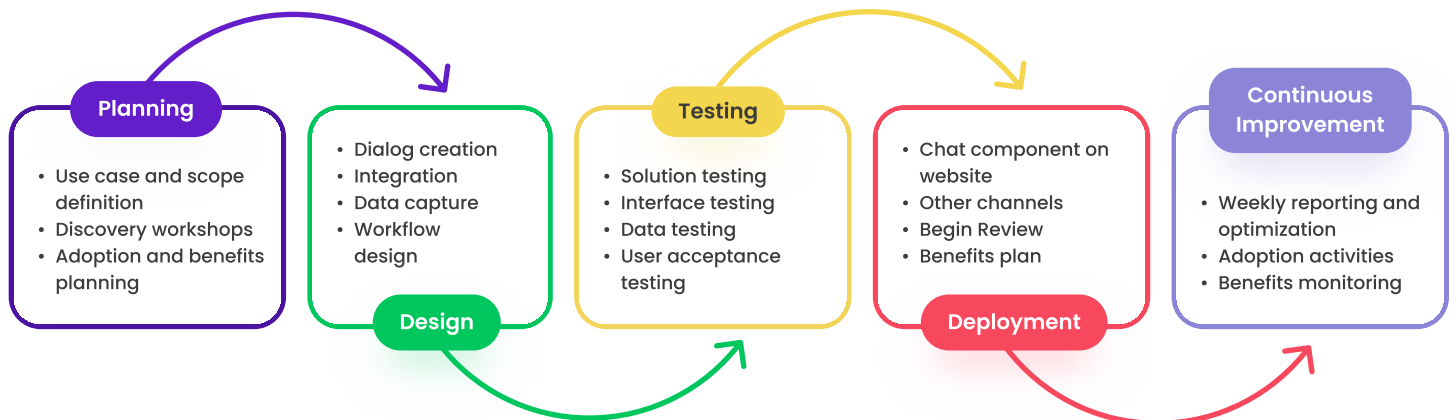 Planning
• Use case and scope
definition
• Discovery workshops
• Adoption and benefits
planning
• Dialog creation
• Integration
• Data capture
• Workflow
design
Design
Testing
• Solution testing
• Interface testing
• Data testing
• User acceptance
testing
• Chat component on
website
• Other channels
• Begin Review
• Benefits plan
Deployment
Continuous
Improvement
• Weekly reporting and
optimization
• Adoption activities
• Benefits monitoring